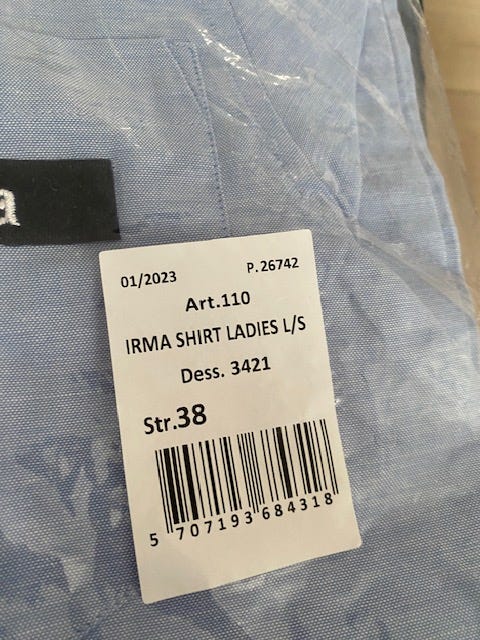 a
01/2023 P.26742
Art.110
IRMA SHIRT LADIES L/S
Dess. 3421
Str.38
5 707193 684318